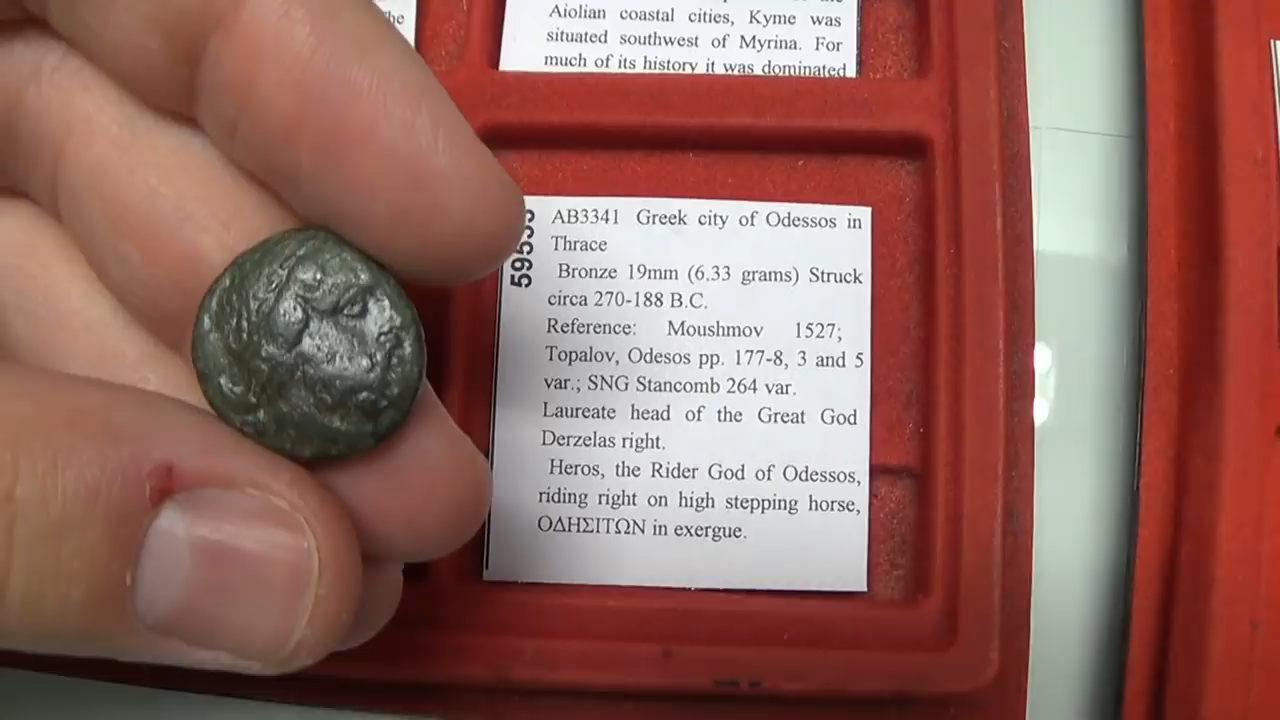 he
Aiolian coastal cities, Kyme was
situated southwest of Myrina. For
much of its history it was dominated
AB3341 Greek city of Odessos in
Thrace
Bronze 19mm (6.33 grams) Struck
circa 270-188 B.C.
Reference: Moushmov 1527;
Topalov, Odesos pp. 177-8, 3 and 5
var.; SNG Stancomb 264 var.
Laureate head of the Great God
Derzelas right.
Heros, the Rider God of Odessos,
riding right on high stepping horse,
ΟΔΗΣΙΤΩΝ in exergue.